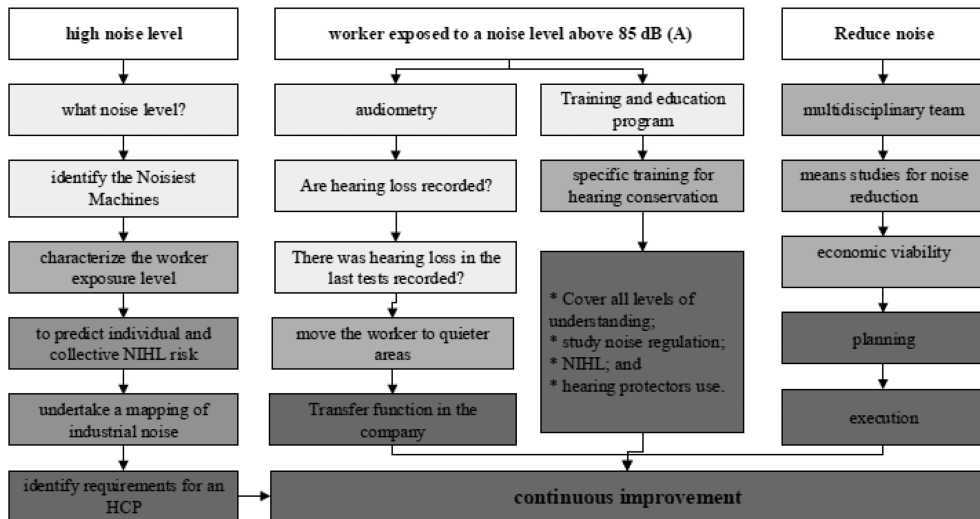 high noise level
what noise level?
identify the Noisiest
Machines
characterize the worker
exposure level
to predict individual and
collective NIHL risk
undertake a mapping of
industrial noise
identify requirements for an
HCP
worker exposed to a noise level above 85 dB (A)
audiometry
Are hearing loss recorded?
There was hearing loss in the
last tests recorded?
move the worker to quieter
areas
Transfer function in the
company
Training and education
program
specific training for
hearing conservation
* Cover all levels of
understanding;
* study noise regulation;
* NIHL; and
* hearing protectors use.
Reduce noise
multidisciplinary team
means studies for noise
reduction
economic viability
planning
execution
continuous improvement